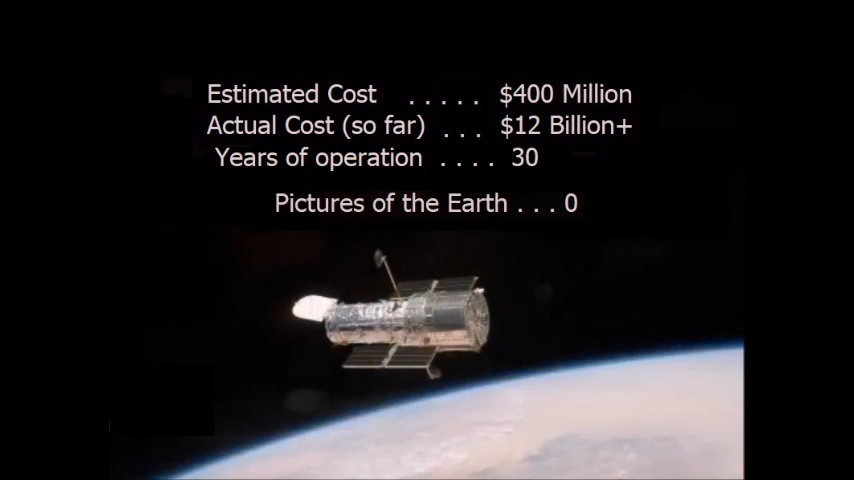 Estimated Cost ..... $400 Million
Actual Cost (so far) ... $12 Billion+
Years of operation .... 30
Pictures of the Earth ... 0